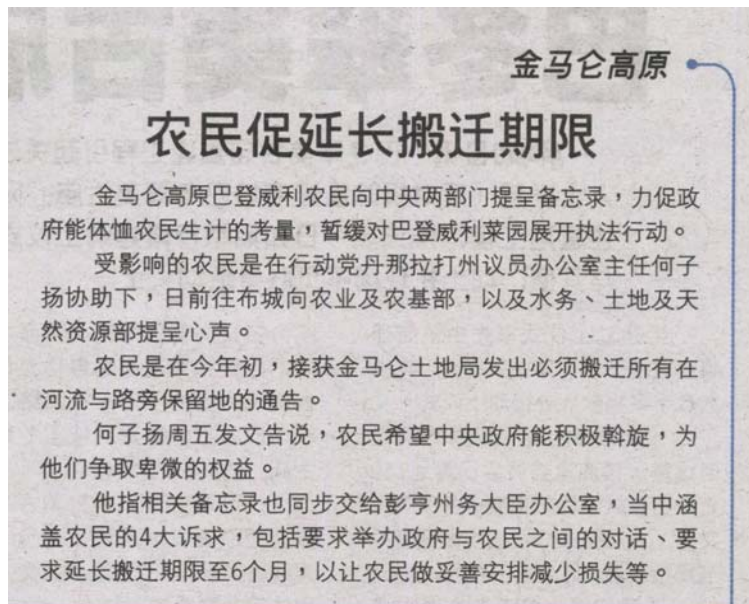 金马仑高原
农民促延长搬迁期限
金马仑高原巴登威利农民向中央两部门提呈备忘录，力促政
府能体恤农民生计的考量，暂缓对巴登威利菜园展开执法行动。
受影响的农民是在行动党丹那拉打州议员办公室主任何子
扬协助下，日前往布城向农业及农基部，以及水务、土地及天
然资源部提呈心声。
农民是在今年初，接获金马仑土地局发出必须搬迁所有在
河流与路旁保留地的通告。
何子扬周五发文告说，农民希望中央政府能积极斡旋，为
他们争取卑微的权益。
他指相关备忘录也同步交给彭亨州务大臣办公室，当中涵
盖农民的4大诉求，包括要求举办政府与农民之间的对话、要
求延长搬迁期限至6个月，以让农民做妥善安排减少损失等。